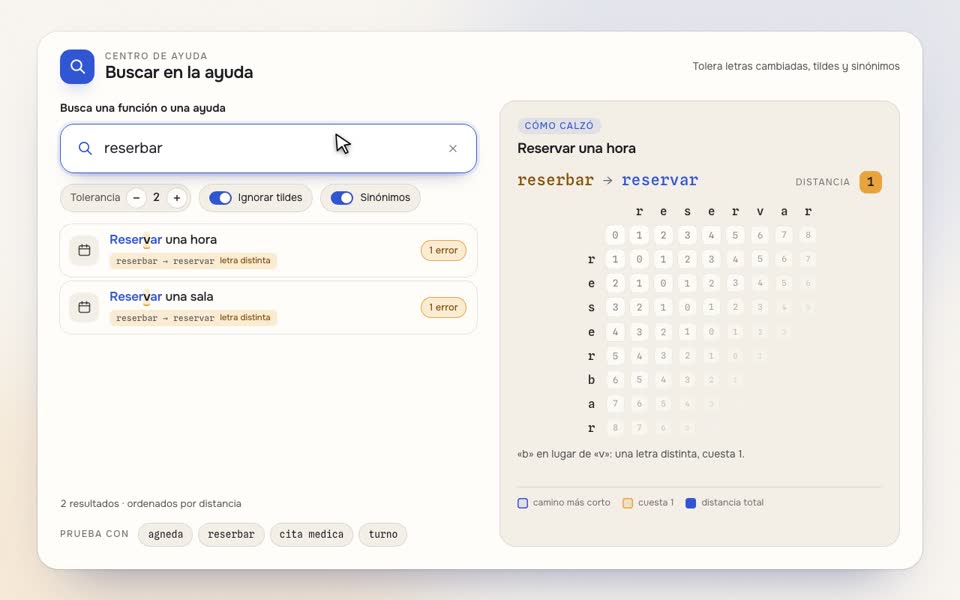 CENTRO DE AYUDA
Buscar en la ayuda
Tolera letras cambiadas, tildes y sinónimos
Busca una función o una ayuda
reserbar
Tolerancia − 2 + Ignorar tildes Sinónimos
Reservar una hora
reserbar → reservar letra distinta
1 error
Reservar una sala
reserbar → reservar letra distinta
1 error
2 resultados · ordenados por distancia
PRUEBA CON agneda reserbar cita medica turno
CÓMO CALZÓ
Reservar una hora
reserbar → reservar DISTANCIA 1
r e s e r v a r
0 1 2 3 4 5 6 7 8
r 1 0 1 2 3 4 5 6 7
e 2 1 0 1 2 3 4 5 6
s 3 2 1 0 1 2 3 4
e 4 3 2 1 0 1 2 3
r 5 4 3 2 1 0 1
b 6 5 4 3 2 1
a 7 6 5 4 3
r 8 7 6
«b» en lugar de «v»: una letra distinta, cuesta 1.
camino más corto cuesta 1 distancia total